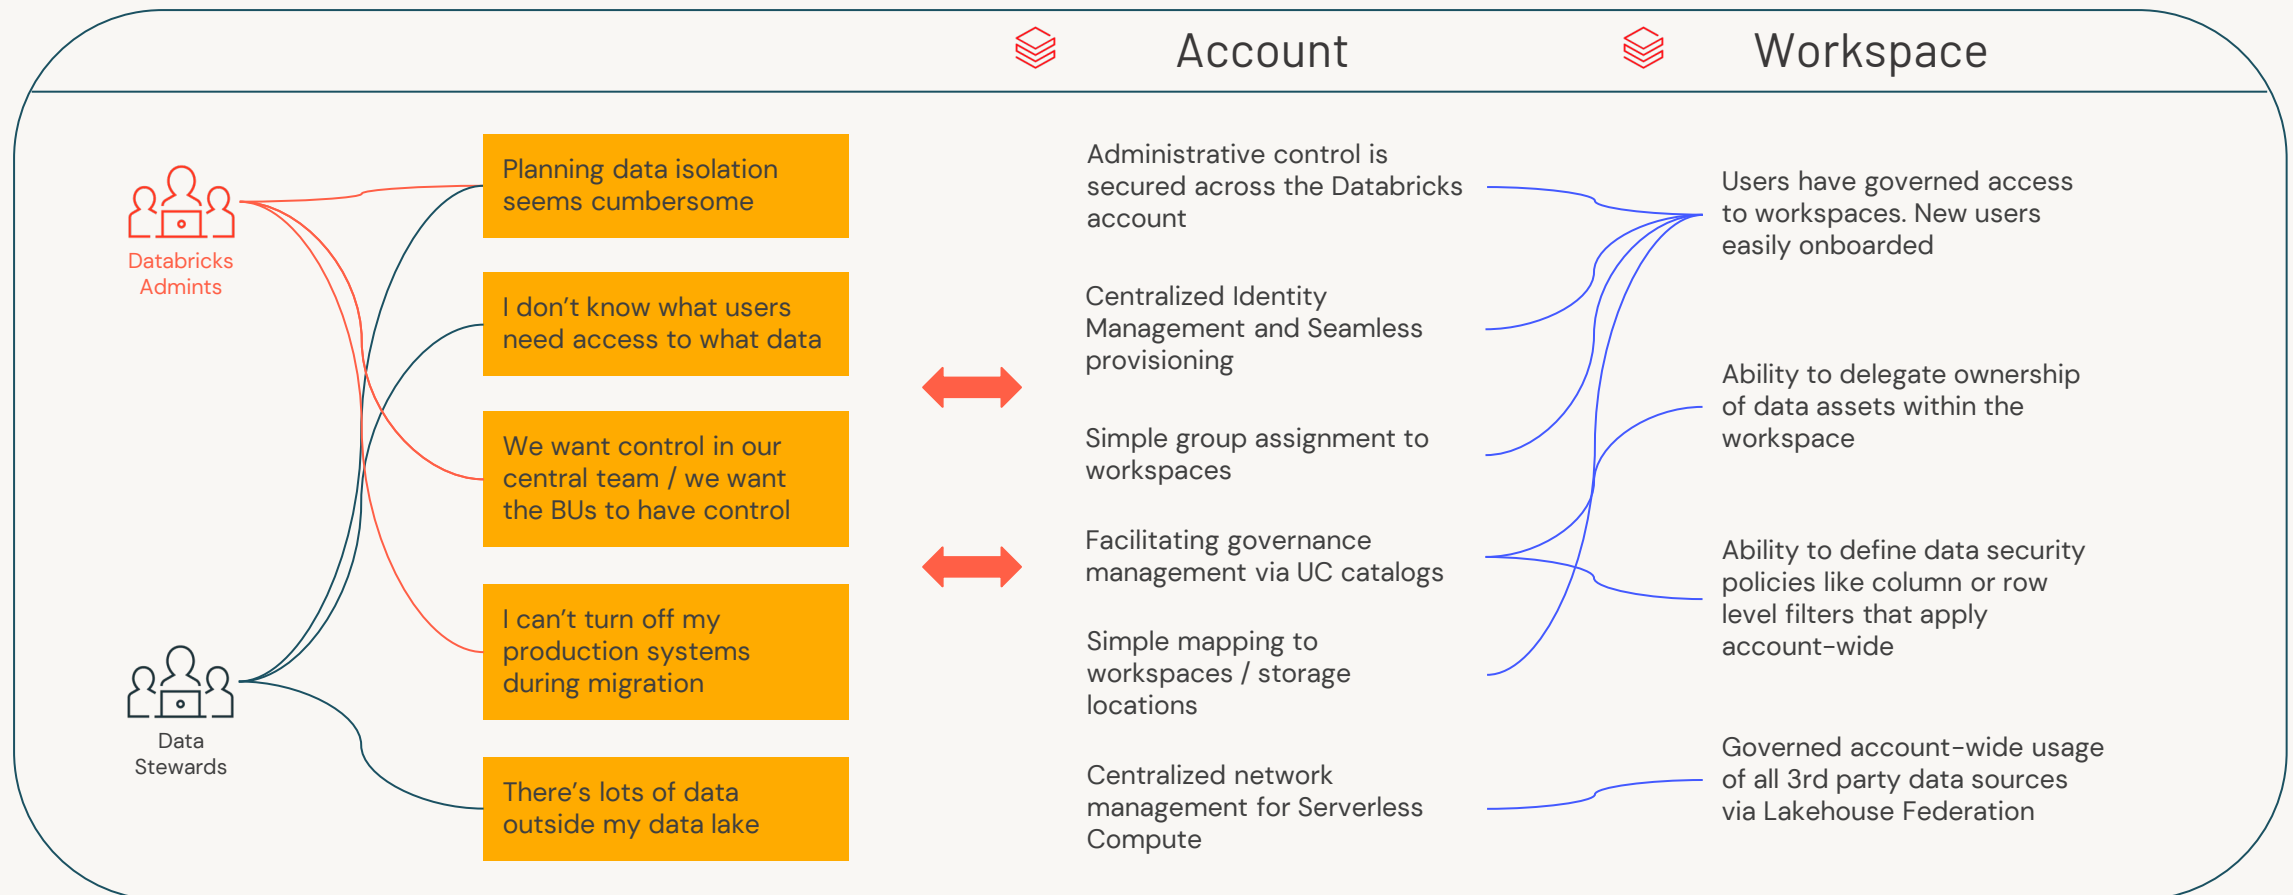 Account
Workspace
Databricks
Admints
Data
Stewards
Planning data isolation
seems cumbersome
I don’t know what users
need access to what data
We want control in our
central team / we want
the BUs to have control
I can’t turn off my
production systems
during migration
There’s lots of data
outside my data lake
Administrative control is
secured across the Databricks
account
Centralized Identity
Management and Seamless
provisioning
Simple group assignment to
workspaces
Facilitating governance
management via UC catalogs
Simple mapping to
workspaces / storage
locations
Centralized network
management for Serverless
Compute
Users have governed access
to workspaces. New users
easily onboarded
Ability to delegate ownership
of data assets within the
workspace
Ability to define data security
policies like column or row
level filters that apply
account-wide
Governed account-wide usage
of all 3rd party data sources
via Lakehouse Federation